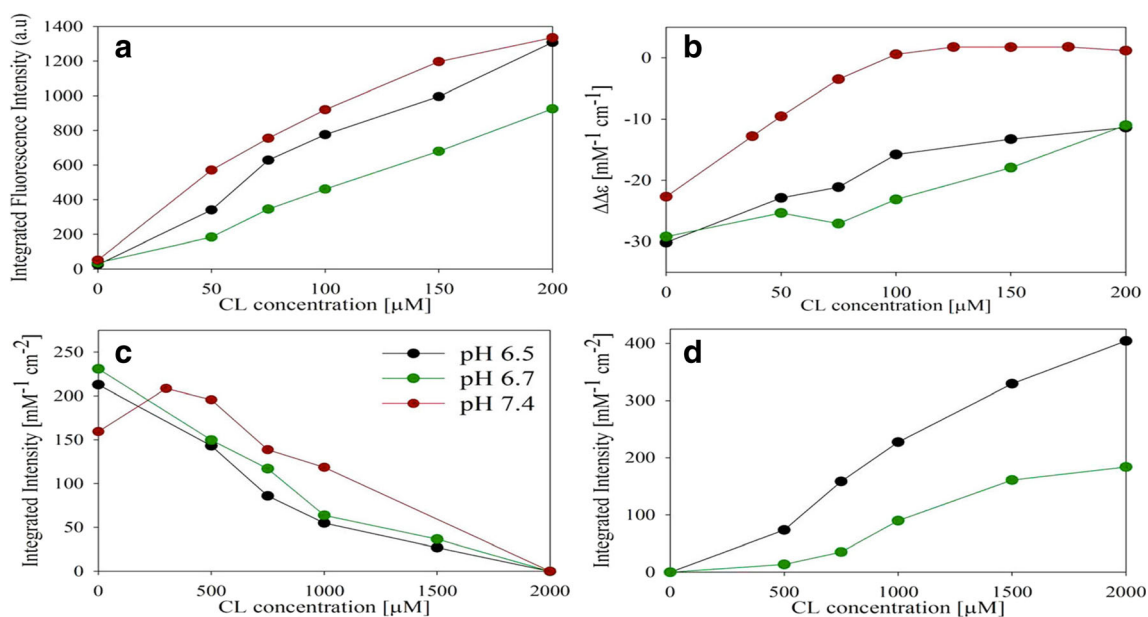 a
Integrated Fluorescence Intensity (a.u)
1400
1200
1000
800
600
400
200
0
0 50 100 150 200
CL concentration [μM]
b
ΔΔε [mM⁻¹ cm⁻¹]
0
-10
-20
-30
0 50 100 150 200
CL concentration [μM]
c
Integrated Intensity [mM⁻¹ cm⁻²]
250
200
150
100
50
0
pH 6.5
pH 6.7
pH 7.4
0 500 1000 1500 2000
CL concentration [μM]
d
Integrated Intensity [mM⁻¹ cm⁻²]
400
300
200
100
0
0 500 1000 1500 2000
CL concentration [μM]